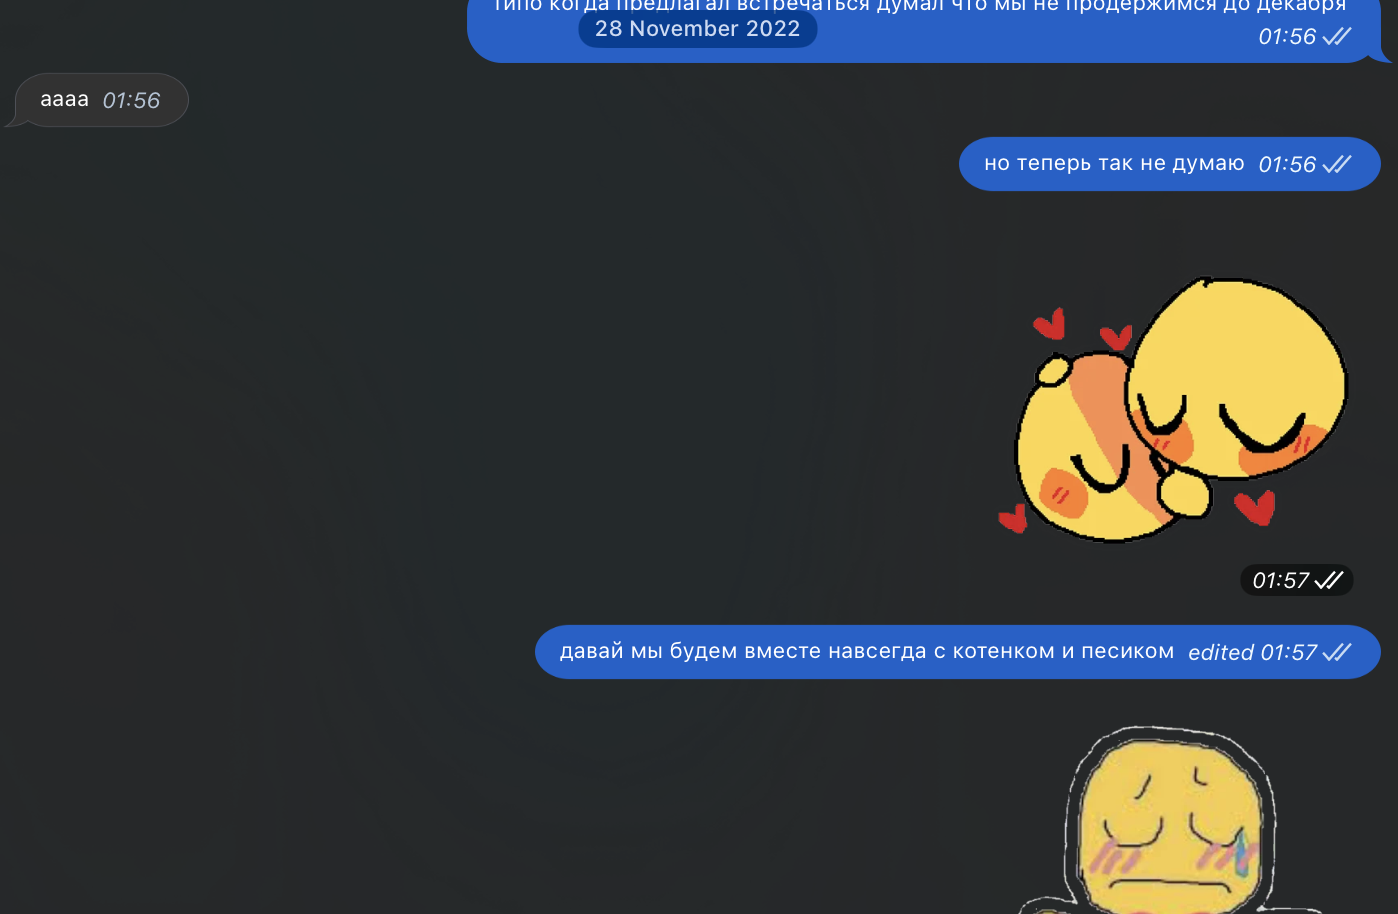 типо когда предлагал встречаться думал что мы не продержимся до декабря
28 November 2022
01:56
аааа 01:56
но теперь так не думаю 01:56
01:57
давай мы будем вместе навсегда с котенком и песиком edited 01:57